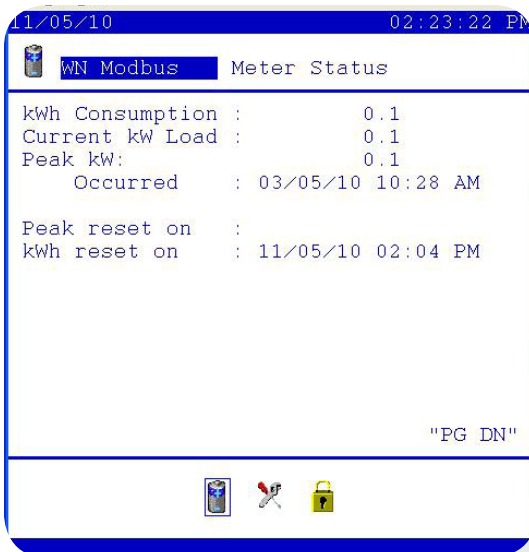 11/05/10 02:23:22 PM
WN Modbus Meter Status
kWh Consumption : 0.1
Current kW Load : 0.1
Peak kW: 0.1
Occurred : 03/05/10 10:28 AM
Peak reset on :
kWh reset on : 11/05/10 02:04 PM
"PG DN"